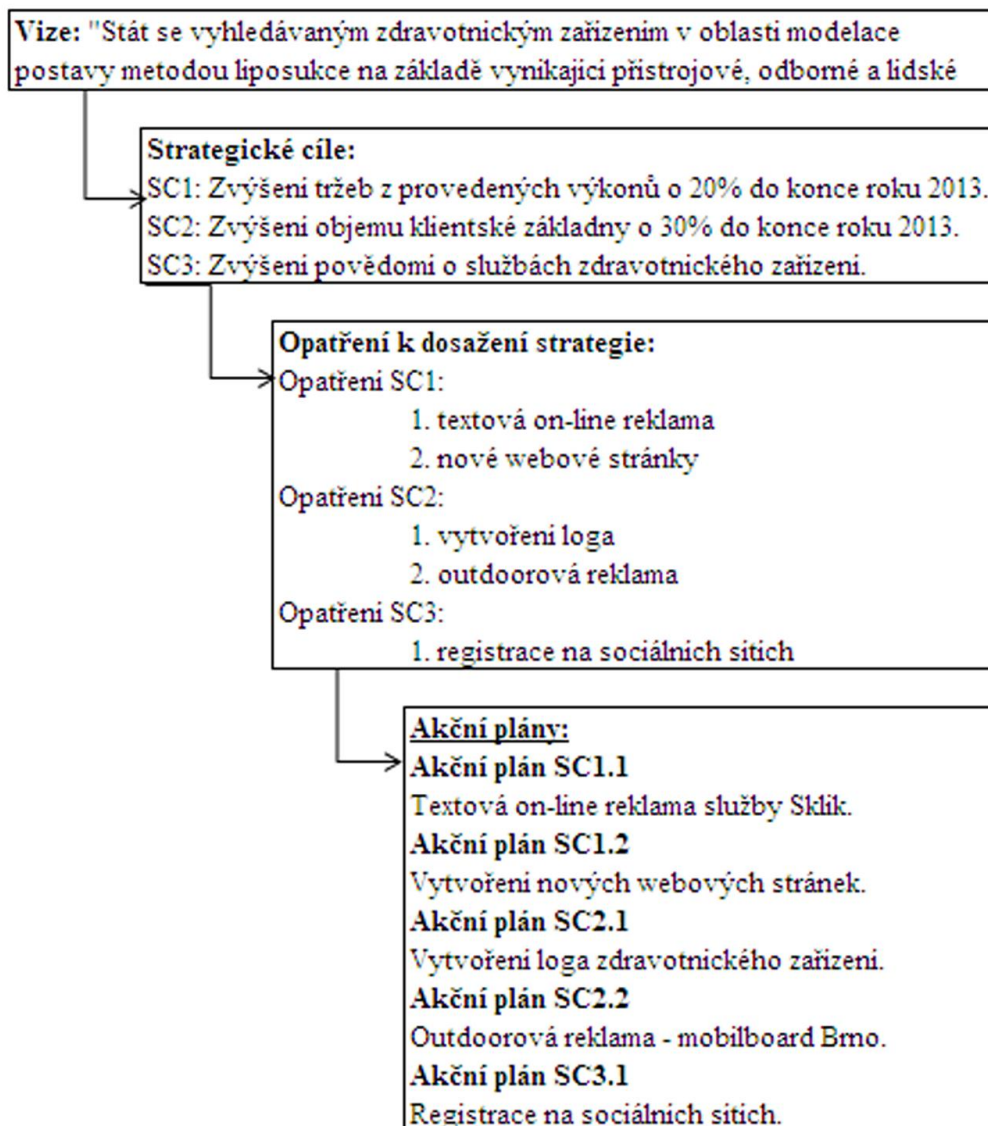 Vize: "Stát se vyhledávaným zdravotnickým zařízením v oblasti modelace
postavy metodou liposukce na základě vynikající přístrojové, odborné a lidské
Strategické cíle:
SC1: Zvýšení tržeb z provedených výkonů o 20% do konce roku 2013.
SC2: Zvýšení objemu klientské základny o 30% do konce roku 2013.
SC3: Zvýšení povědomí o službách zdravotnického zařízení.
Opatření k dosažení strategie:
Opatření SC1:
1. textová on-line reklama
2. nové webové stránky
Opatření SC2:
1. vytvoření loga
2. outdoorová reklama
Opatření SC3:
1. registrace na sociálních sítích
Akční plány:
Akční plán SC1.1
Textová on-line reklama služby Sklik.
Akční plán SC1.2
Vytvoření nových webových stránek.
Akční plán SC2.1
Vytvoření loga zdravotnického zařízení.
Akční plán SC2.2
Outdoorová reklama - mobilboard Brno.
Akční plán SC3.1
Registrace na sociálních sítích.